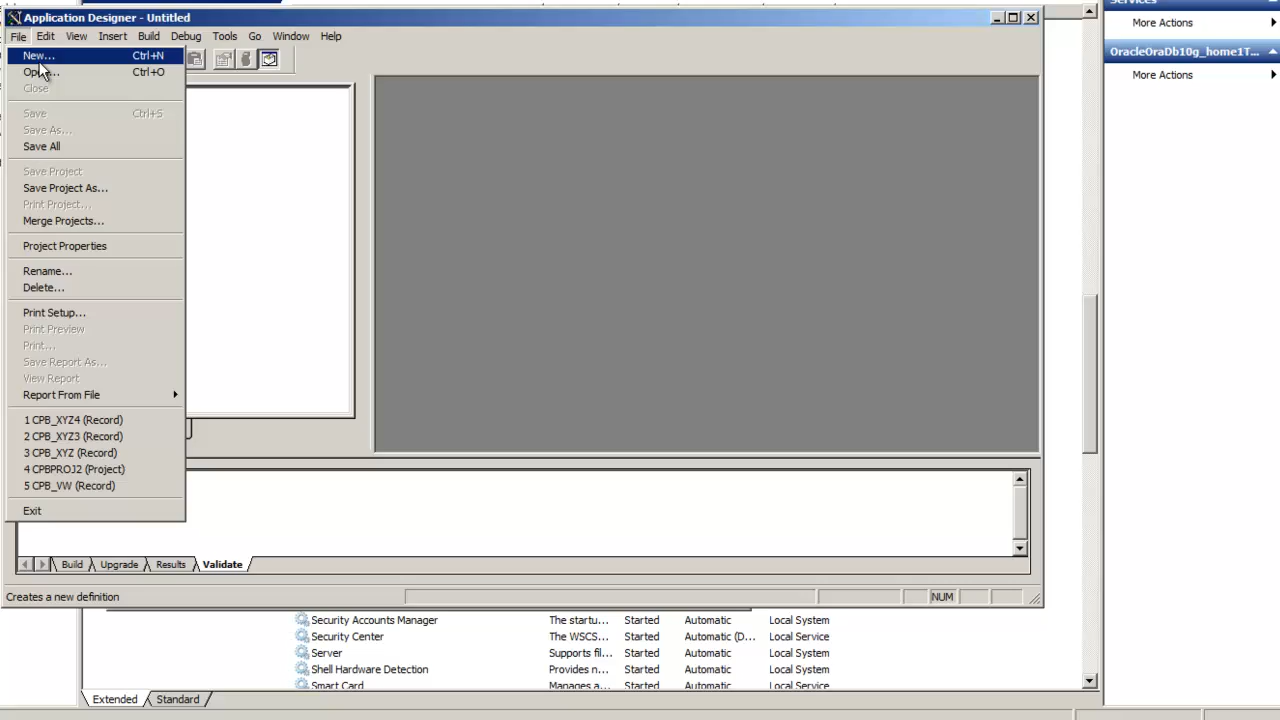 Application Designer - Untitled
File Edit View Insert Build Debug Tools Go Window Help
New... Ctrl+N
Ctrl+O
Close
Save Ctrl+S
Save As...
Save All
Save Project
Save Project As...
Print Project...
Merge Projects...
Project Properties
Rename...
Delete...
Print Setup...
Print Preview
Print...
Save Report As...
View Report
Report From File
1 CPB_XYZ4 (Record)
2 CPB_XYZ3 (Record)
3 CPB_XYZ (Record)
4 CPBPROJ2 (Project)
5 CPB_VW (Record)
Exit
Build Upgrade Results Validate
Creates a new definition NUM
Services
More Actions
OracleOraDb10g_home1T...
More Actions
Security Accounts Manager The startu... Started Automatic Local System
Security Center The WSCS... Started Automatic (D... Local Service
Server Supports fil... Started Automatic Local System
Shell Hardware Detection Provides n... Started Automatic Local System
Smart Card Manages a... Started Automatic Local Service
Extended Standard